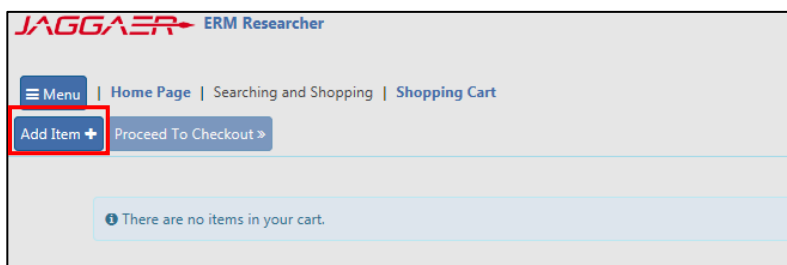 JAGGAER ERM Researcher
Menu | Home Page | Searching and Shopping | Shopping Cart
Add Item + Proceed To Checkout »
There are no items in your cart.